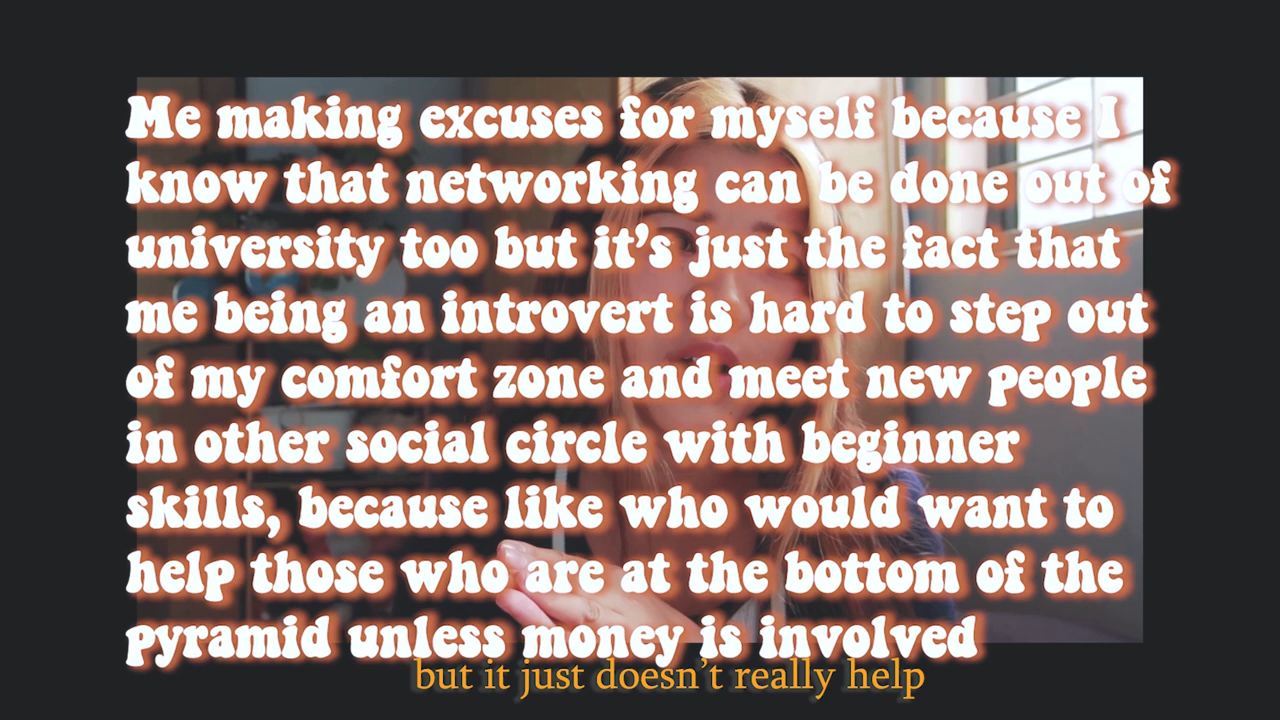 Me making excuses for myself because I
know that networking can be done out of
university too but it's just the fact that
me being an introvert is hard to step out
of my comfort zone and meet new people
in other social circle with beginner
skills, because like who would want to
help those who are at the bottom of the
pyramid unless money is involved
but it just doesn't really help